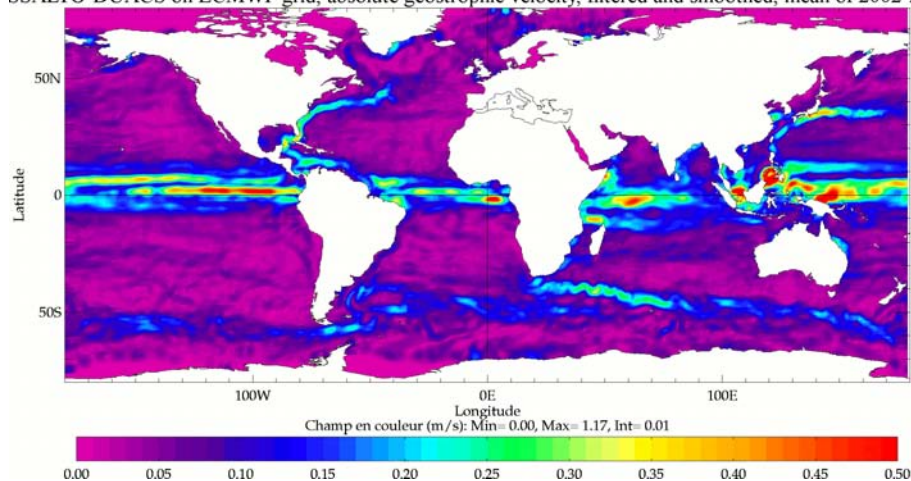 SSALTO-DUACS on ECMWF grid, absolute geostrophic velocity, filtered and smoothed, mean of 2002
50N
0
50S
Latitude
100W 0E 100E
Longitude
Champ en couleur (m/s): Min= 0.00, Max= 1.17, Int= 0.01
0.00 0.05 0.10 0.15 0.20 0.25 0.30 0.35 0.40 0.45 0.50